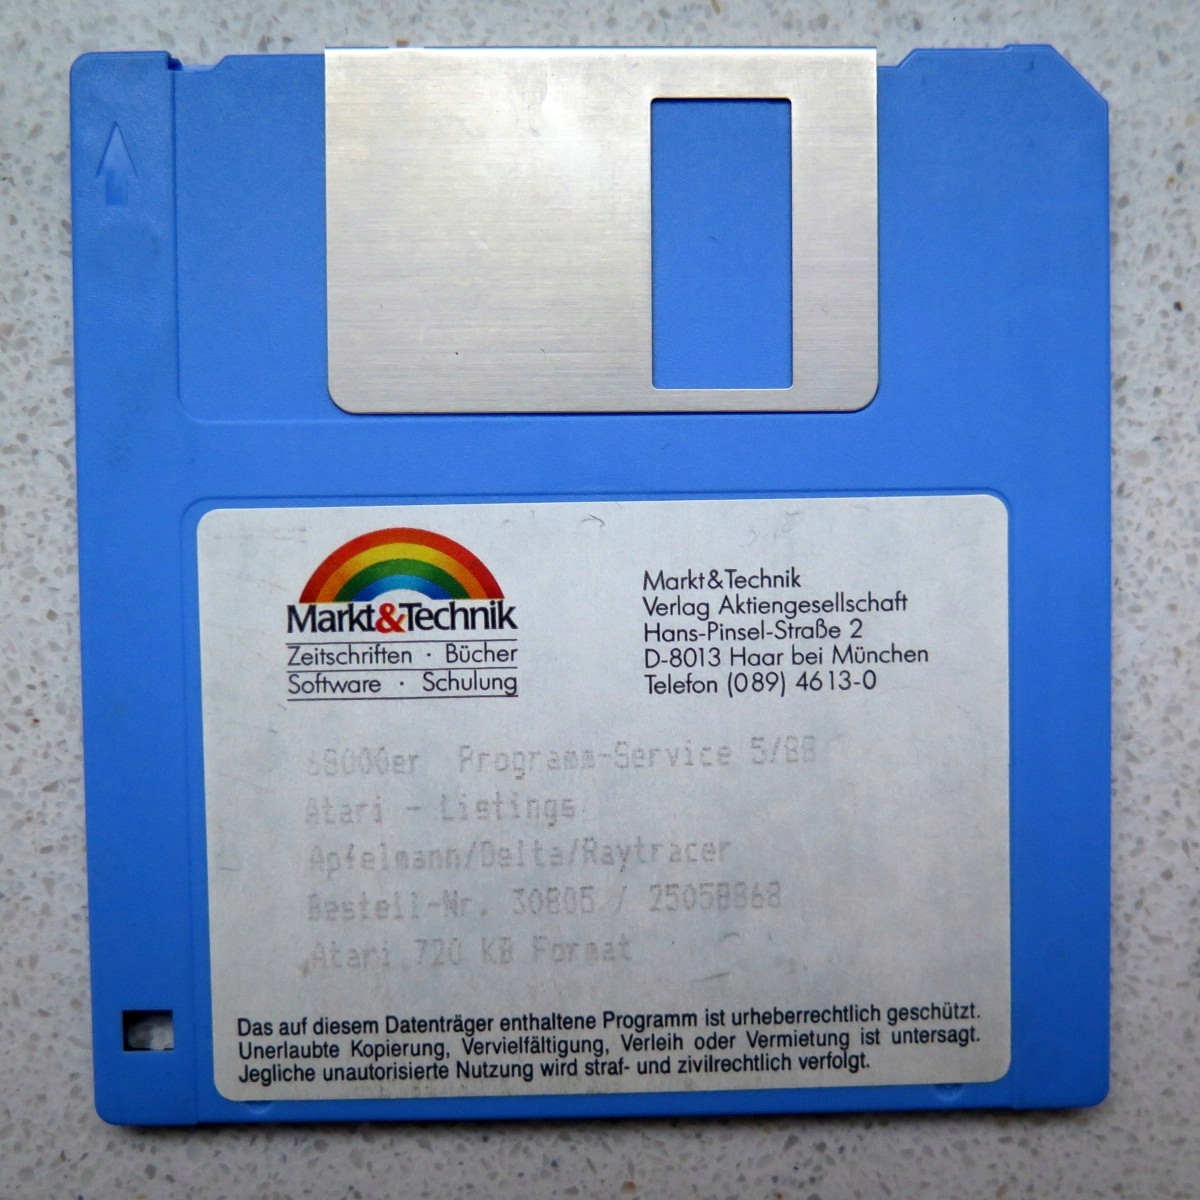 Markt&Technik
Zeitschriften · Bücher
Software · Schulung
Markt&Technik
Verlag Aktiengesellschaft
Hans-Pinsel-Straße 2
D-8013 Haar bei München
Telefon (089) 4613-0
68000er Programm-Service 5/88
Atari - Listings
Apfelmann/Delta/Raytracer
Bestell-Nr. 30805 / 25058868
Atari 720 KB Format
Das auf diesem Datenträger enthaltene Programm ist urheberrechtlich geschützt.
Unerlaubte Kopierung, Vervielfältigung, Verleih oder Vermietung ist untersagt.
Jegliche unautorisierte Nutzung wird straf- und zivilrechtlich verfolgt.